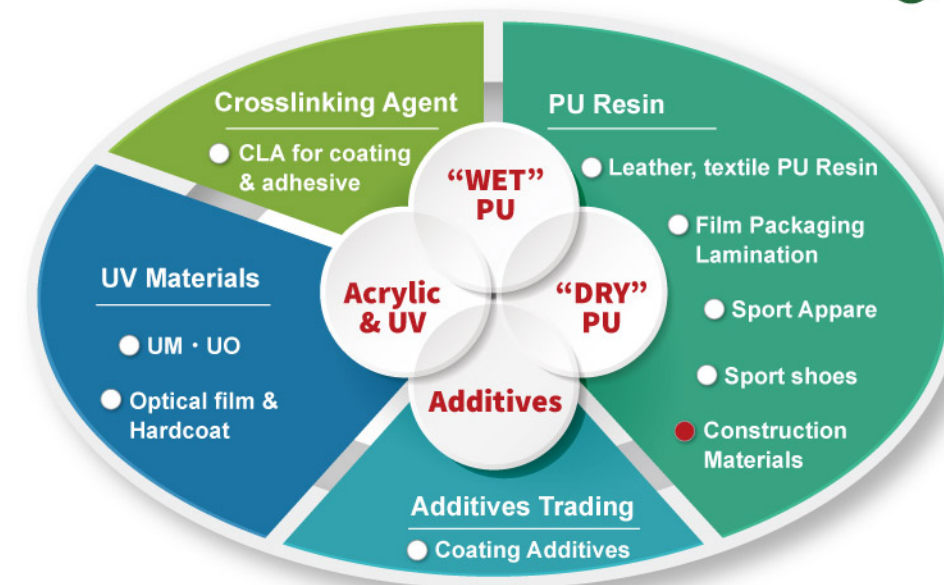 Crosslinking Agent
CLA for coating
& adhesive
PU Resin
Leather, textile PU Resin
Film Packaging
Lamination
Sport Appare
Sport shoes
Construction
Materials
UV Materials
UM・UO
Optical film &
Hardcoat
Additives Trading
Coating Additives
“WET”
PU
Acrylic
& UV
“DRY”
PU
Additives